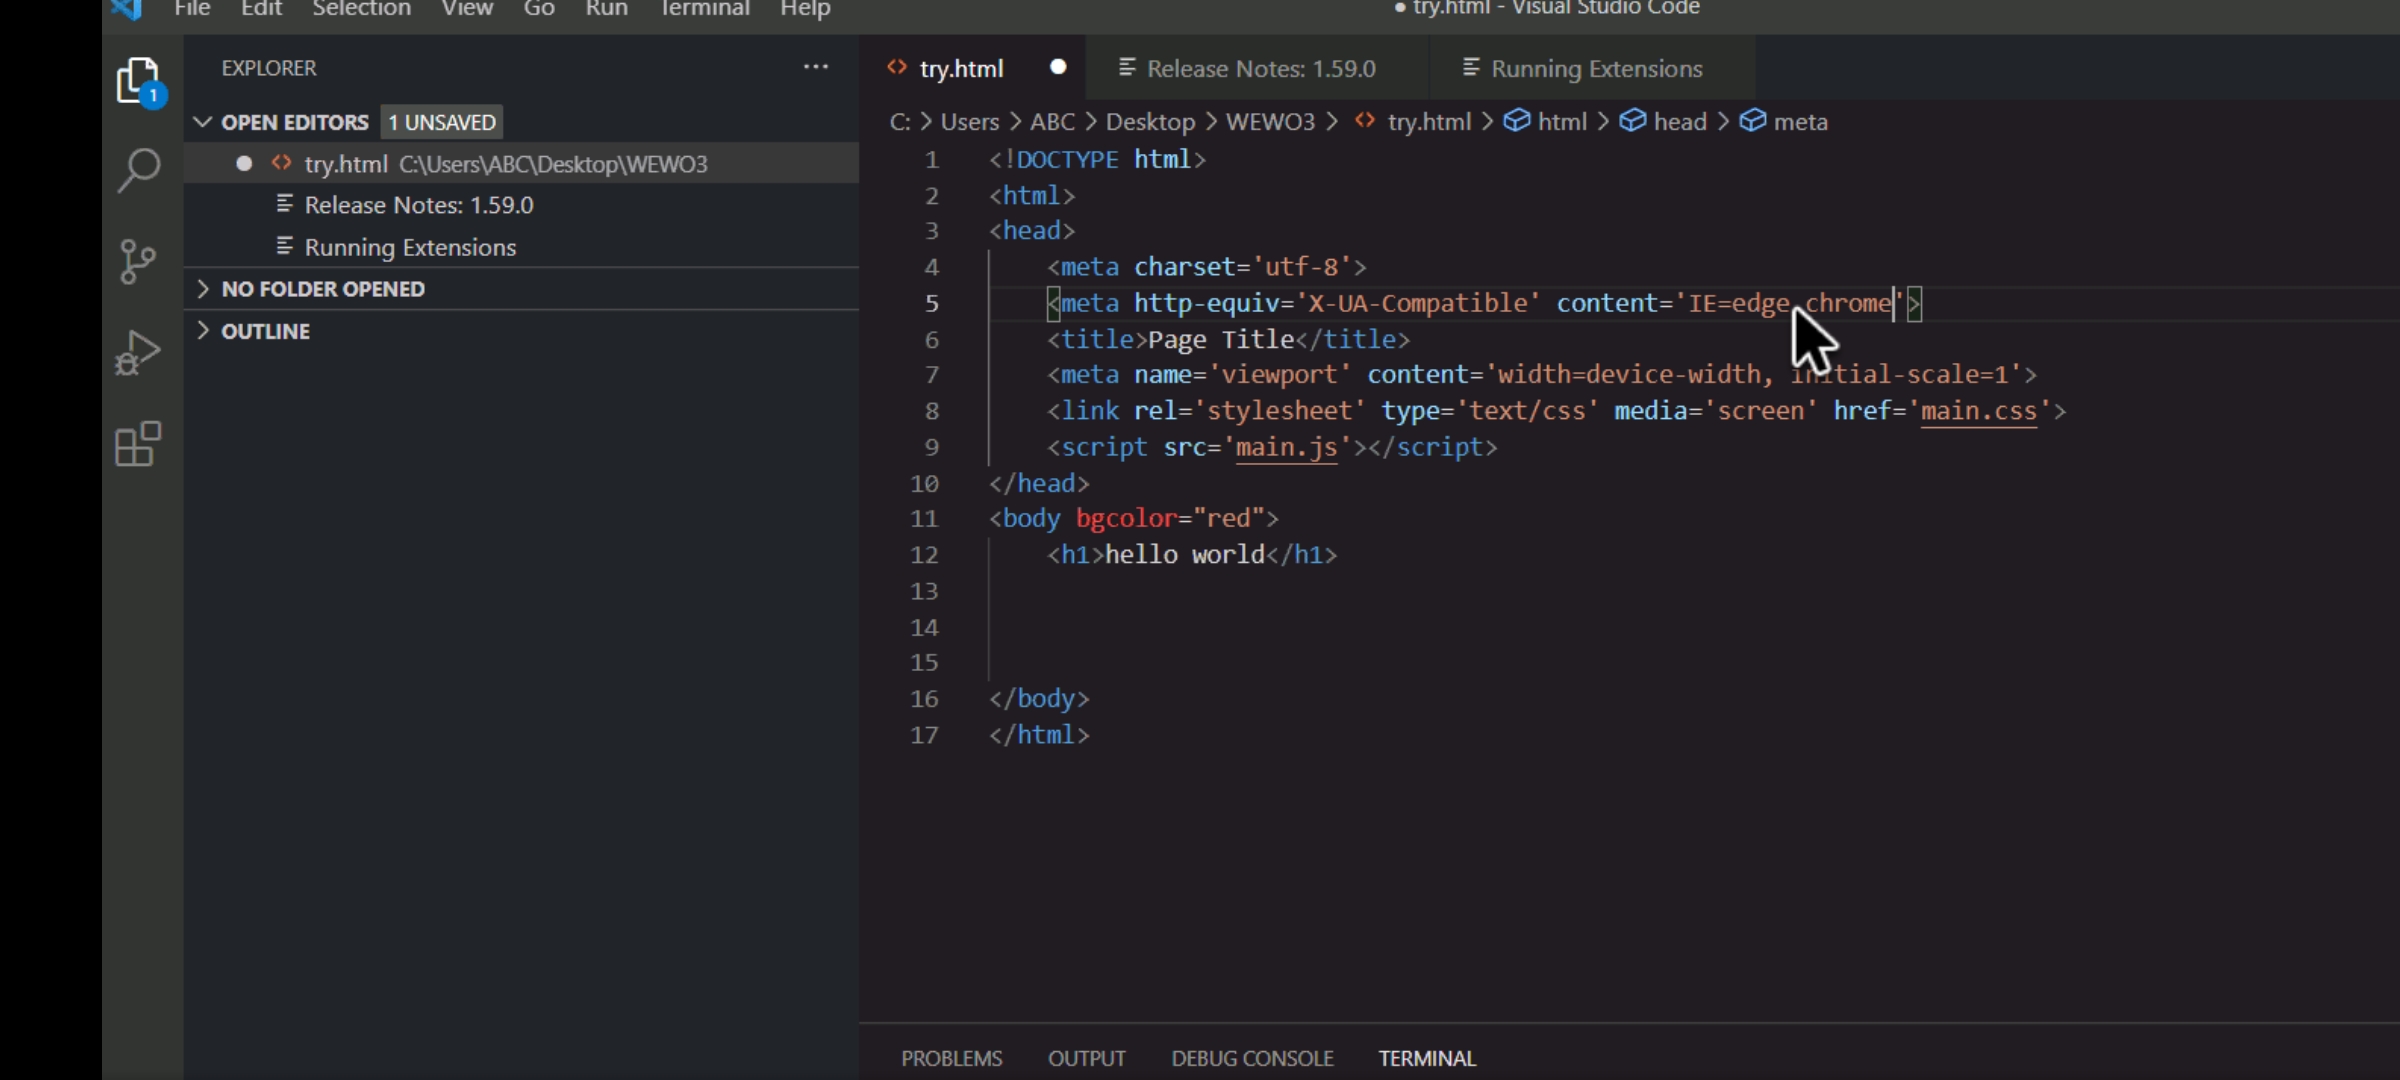 File Edit Selection View Go Run Terminal Help
● try.html - Visual Studio Code
1
EXPLORER ···
OPEN EDITORS 1 UNSAVED
try.html C:\Users\ABC\Desktop\WEWO3
Release Notes: 1.59.0
Running Extensions
NO FOLDER OPENED
OUTLINE
try.html Release Notes: 1.59.0 Running Extensions
C: > Users > ABC > Desktop > WEWO3 > try.html > html > head > meta
1 <!DOCTYPE html>
2 <html>
3 <head>
4 <meta charset='utf-8'>
5 <meta http-equiv='X-UA-Compatible' content='IE=edge chrome'>
6 <title>Page Title</title>
7 <meta name='viewport' content='width=device-width, initial-scale=1'>
8 <link rel='stylesheet' type='text/css' media='screen' href='main.css'>
9 <script src='main.js'></script>
10 </head>
11 <body bgcolor="red">
12 <h1>hello world</h1>
13
14
15
16 </body>
17 </html>
PROBLEMS OUTPUT DEBUG CONSOLE TERMINAL